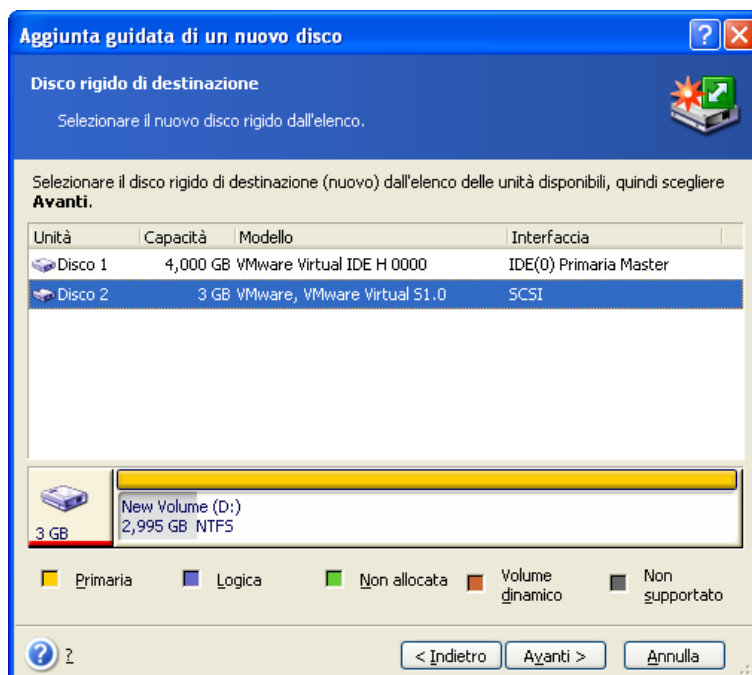 Aggiunta guidata di un nuovo disco
Disco rigido di destinazione
Selezionare il nuovo disco rigido dall'elenco.
Selezionare il disco rigido di destinazione (nuovo) dall'elenco delle unità disponibili, quindi scegliere
Avanti.
Unità Capacità Modello Interfaccia
Disco 1 4,000 GB VMware Virtual IDE H 0000 IDE(0) Primaria Master
Disco 2 3 GB VMware, VMware Virtual S1.0 SCSI
New Volume (D:)
3 GB 2,995 GB NTFS
Primaria Logica Non allocata Volume dinamico Non supportato
? < Indietro Avanti > Annulla